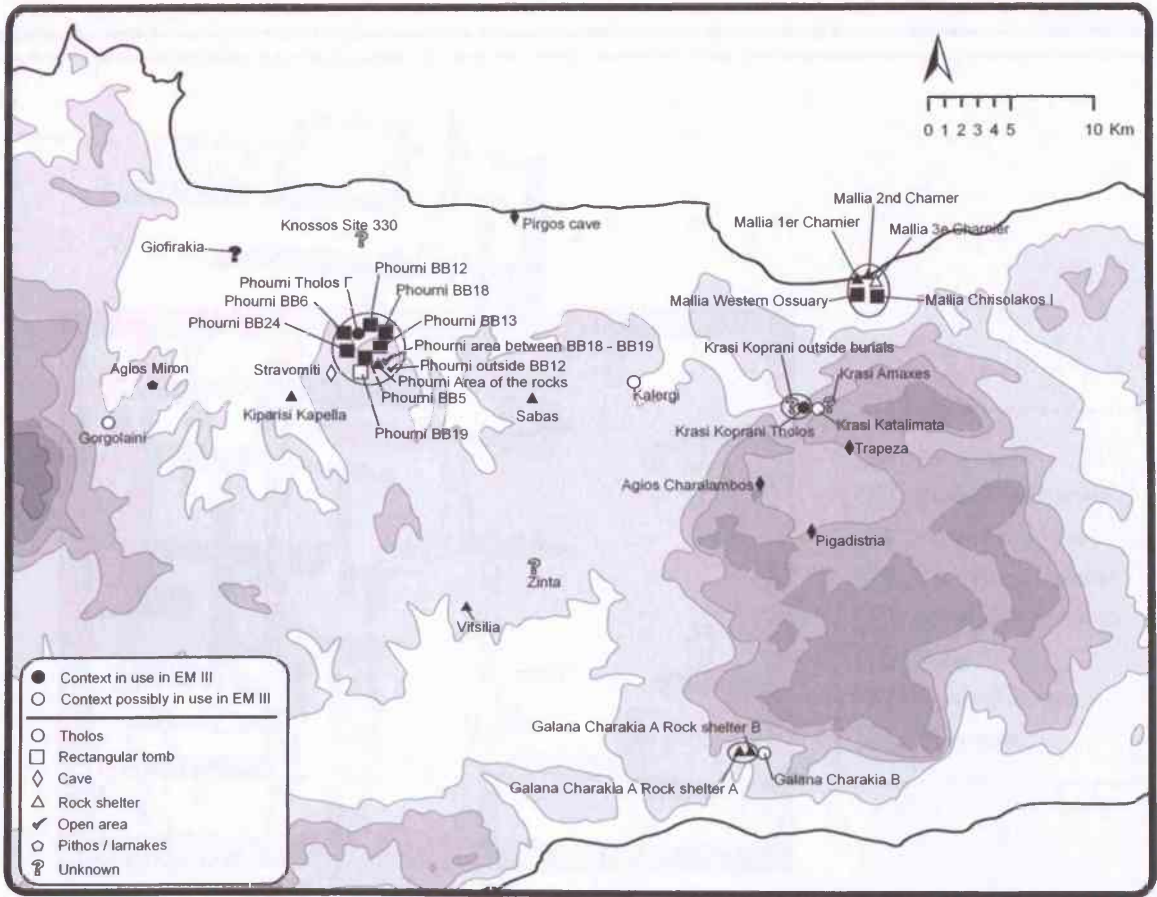 0 1 2 3 4 5 10 Km
Mallia 2nd Charner
Mallia 1er Charnier
Mallia 3e Charnier
Pirgos cave
Knossos Site 330
Giofirakia
Phourni BB12
Phourni Tholos Γ
Phourni BB18
Phourni BB6
Mallia Western Ossuary
Mallia Chrisolakos I
Phourni BB24
Phourni BB13
Phourni area between BB18 - BB19
Krasi Koprani outside burials
Phourni outside BB12
Stravomiti
Krasi Amaxes
Agios Miron
Phourni Area of the rocks
Kalergi
Phourni BB5
Kiparisi Kapella
Sabas
Krasi Katalimata
Gorgolaini
Phourni BB19
Krasi Koprani Tholos
Trapeza
Agios Charalambos
Pigadistria
Zinta
Vitsilia
Context in use in EM III
Context possibly in use in EM III
Tholos
Rectangular tomb
Cave
Rock shelter
Open area
Pithos / larnakes
Unknown
Galana Charakia A Rock shelter B
Galana Charakia B
Galana Charakia A Rock shelter A